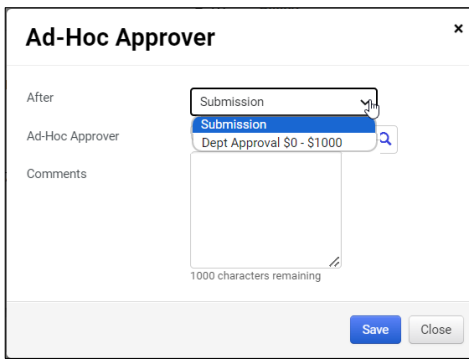 Ad-Hoc Approver
×
After
Submission
Submission
Ad-Hoc Approver
Dept Approval $0 - $1000
Comments
1000 characters remaining
Save
Close